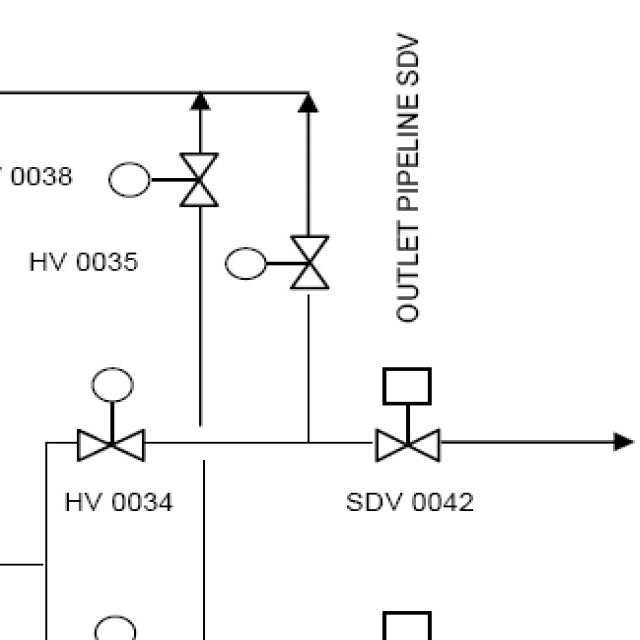 OUTLET PIPELINE SDV
0038
HV 0035
HV 0034
SDV 0042